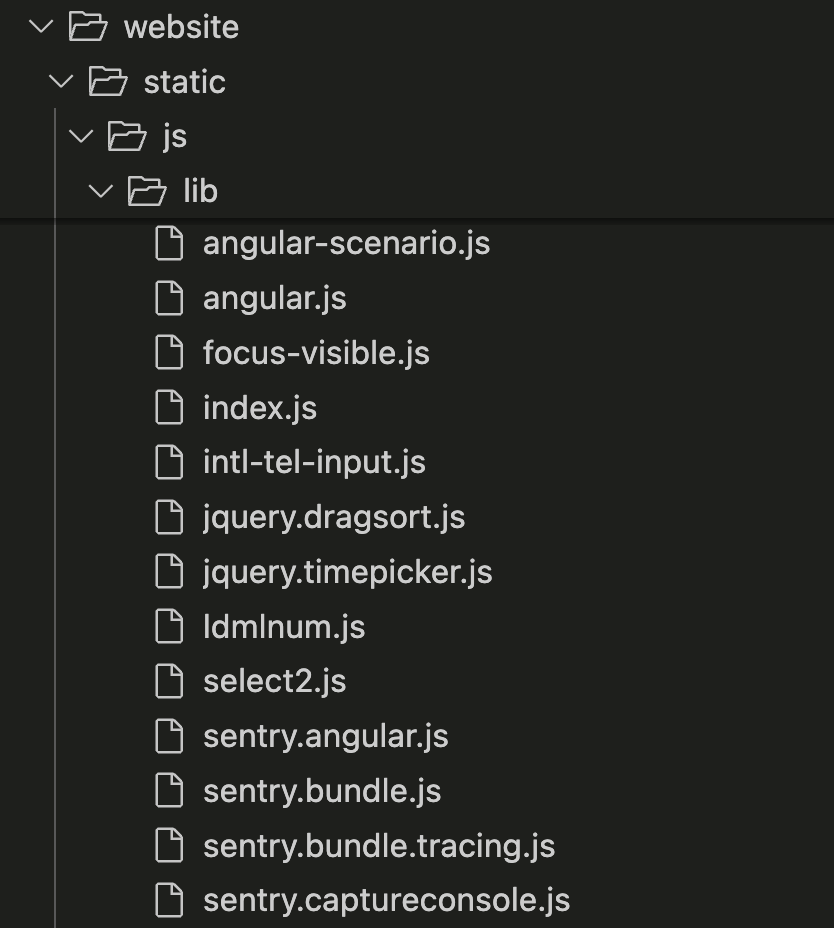 website
static
js
lib
angular-scenario.js
angular.js
focus-visible.js
index.js
intl-tel-input.js
jquery.dragsort.js
jquery.timepicker.js
ldmlnum.js
select2.js
sentry.angular.js
sentry.bundle.js
sentry.bundle.tracing.js
sentry.captureconsole.js